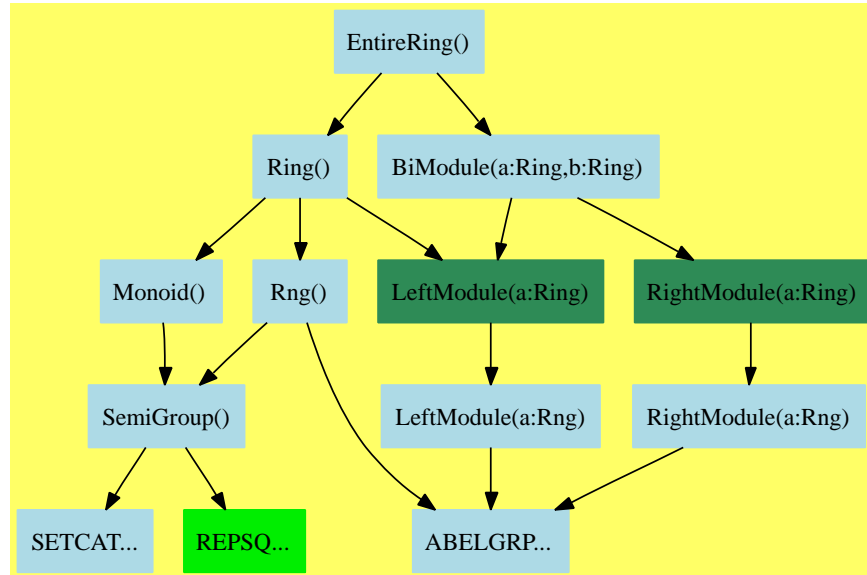 EntireRing()
Ring()
BiModule(a:Ring,b:Ring)
Monoid()
Rng()
LeftModule(a:Ring)
RightModule(a:Ring)
SemiGroup()
LeftModule(a:Rng)
RightModule(a:Rng)
SETCAT...
REPSQ...
ABELGRP...